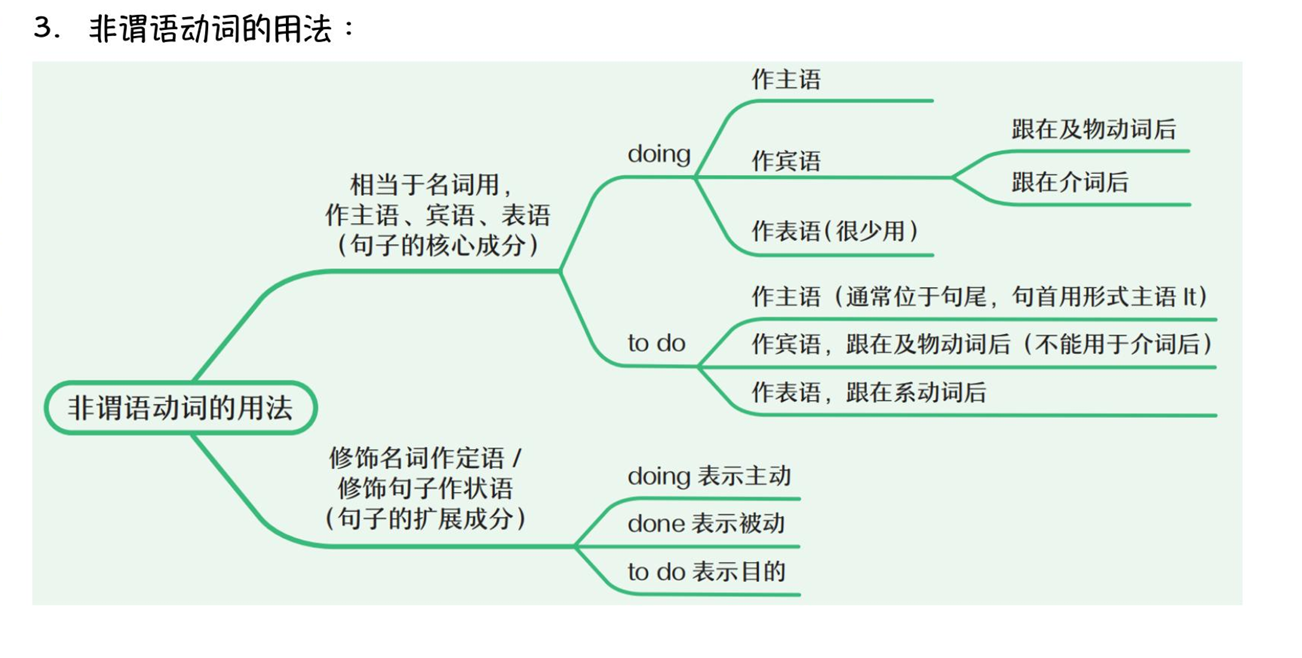 3. 非谓语动词的用法：
作主语
跟在及物动词后
doing
作宾语
相当于名词用，
作主语、宾语、表语
（句子的核心成分）
跟在介词后
作表语（很少用）
作主语（通常位于句尾，句首用形式主语 It）
to do
作宾语，跟在及物动词后（不能用于介词后）
作表语，跟在系动词后
非谓语动词的用法
修饰名词作定语 /
修饰句子作状语
（句子的扩展成分）
doing 表示主动
done 表示被动
to do 表示目的